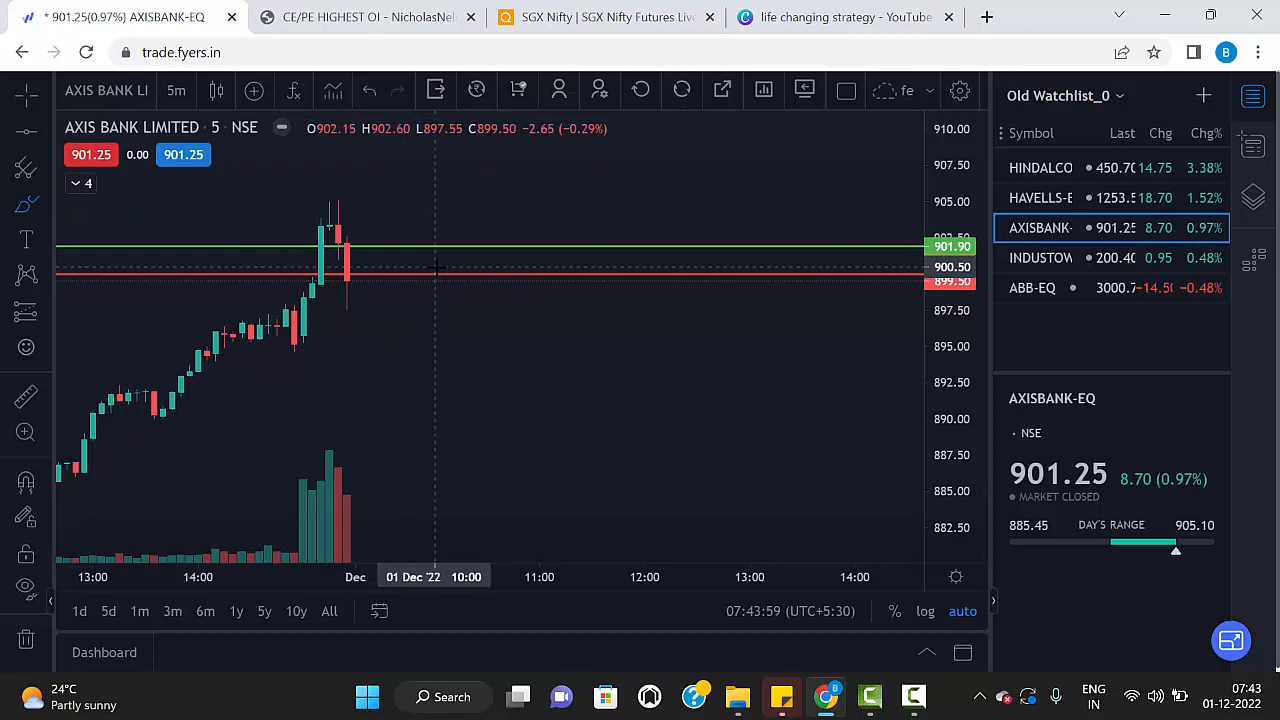 * 901.25(0.97%) AXISBANK-EQ
CE/PE HIGHEST OI - NicholasNel
SGX Nifty | SGX Nifty Futures Live
life changing strategy - YouTube
trade.fyers.in
B
AXIS BANK LI
5m
fe
Old Watchlist_0
AXIS BANK LIMITED · 5 · NSE
O902.15 H902.60 L897.55 C899.50 −2.65 (−0.29%)
901.25 0.00 901.25
4
Symbol Last Chg Chg%
HINDALCO 450.70 14.75 3.38%
HAVELLS-E 1253.5 18.70 1.52%
AXISBANK- 901.25 8.70 0.97%
INDUSTOW 200.40 0.95 0.48%
ABB-EQ 3000.7 −14.50 −0.48%
910.00
907.50
905.00
902.50
901.90
900.50
899.50
897.50
895.00
892.50
890.00
887.50
885.00
882.50
AXISBANK-EQ
· NSE
901.25 8.70 (0.97%)
MARKET CLOSED
885.45 DAY'S RANGE 905.10
13:00 14:00 Dec 01 Dec '22 10:00 11:00 12:00 13:00 14:00
1d 5d 1m 3m 6m 1y 5y 10y All
07:43:59 (UTC+5:30) % log auto
Dashboard
24°C
Partly sunny
Search
B
ENG
IN
07:43
01-12-2022